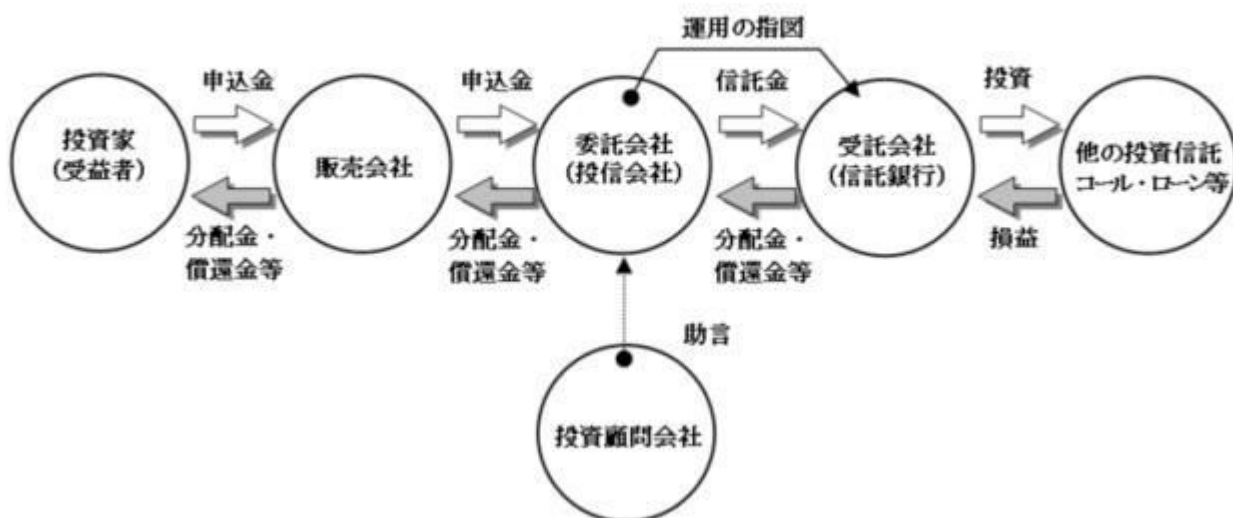 運用の指図
申込金
申込金
信託金
投資
投資家
(受益者)
販売会社
委託会社
(投信会社)
受託会社
(信託銀行)
他の投資信託
コール・ローン等
分配金・
償還金等
分配金・
償還金等
分配金・
償還金等
損益
助言
投資顧問会社